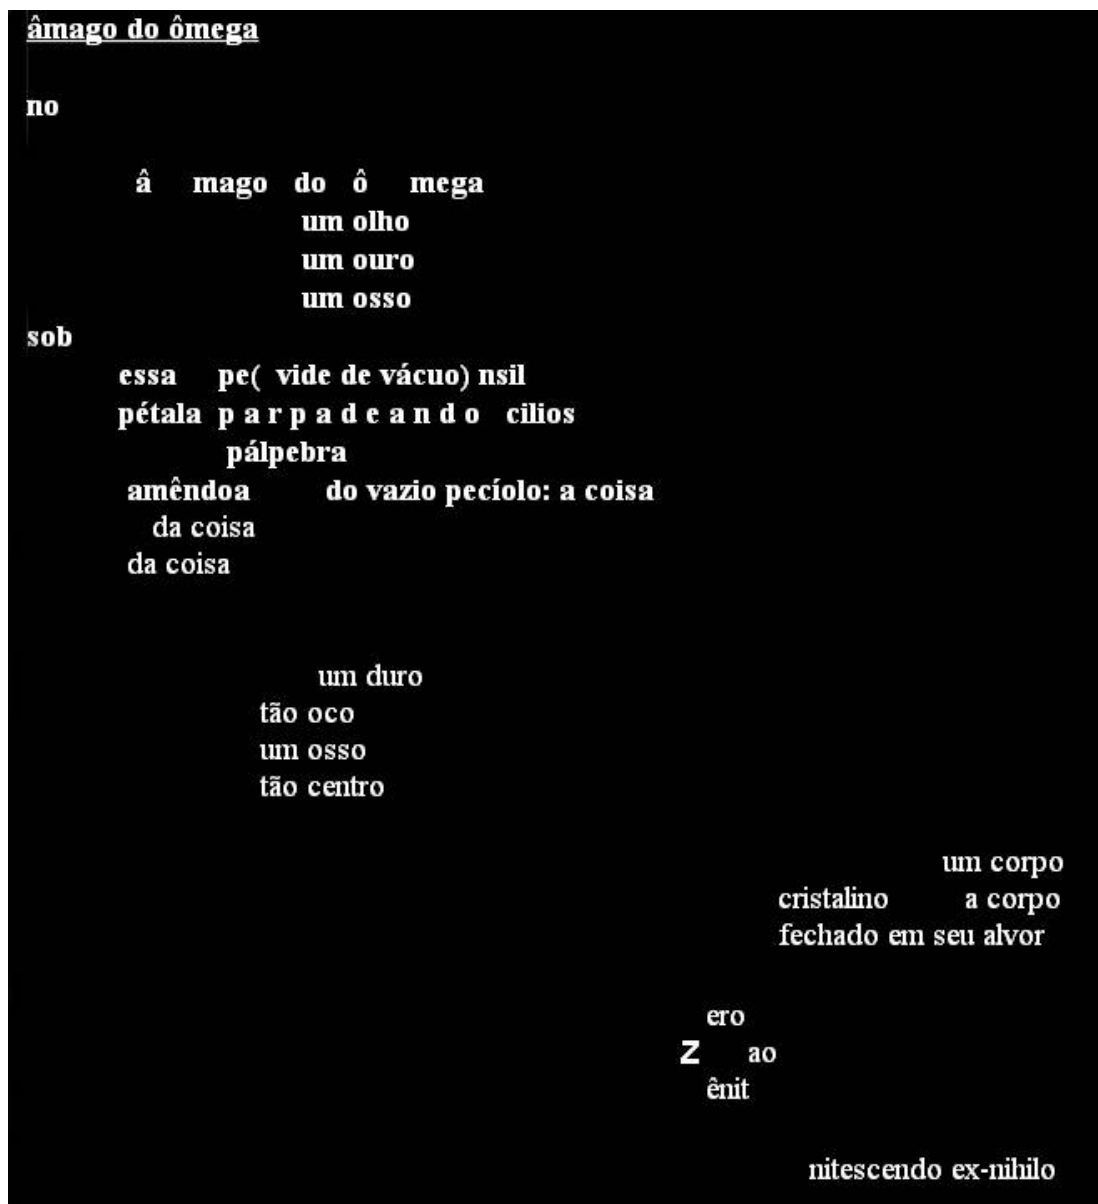 âmago do ômega
no
â mago do ô mega
um olho
um ouro
um osso
sob
essa pe( vide de vácuo) nsil
pétala p a r p a d e a n d o cilios
pálpebra
amêndoa do vazio pecíolo: a coisa
da coisa
da coisa
um duro
tão oco
um osso
tão centro
um corpo
cristalino a corpo
fechado em seu alvor
ero
Z ao
ênit
nitescendo ex-nihilo